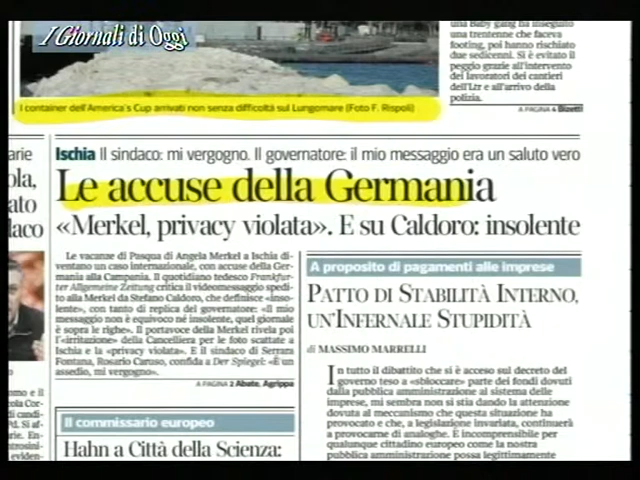 I Giornali di Oggi
una Baby gang ha inseguito
una trentenne che faceva
footing, poi hanno rischiato
due sedicenni. Si è evitato il
peggio grazie all'intervento
dei lavoratori dei cantieri
dell'Ltr e all'arrivo della
polizia.
A PAGINA 4 Bizetti
I container dell'America's Cup arrivati non senza difficoltà sul Lungomare (Foto F. Rispoli)
Ischia Il sindaco: mi vergogno. Il governatore: il mio messaggio era un saluto vero
Le accuse della Germania
«Merkel, privacy violata». E su Caldoro: insolente
Le vacanze di Pasqua di Angela Merkel a Ischia di-
ventano un caso internazionale, con accuse della Ger-
mania alla Campania. Il quotidiano tedesco Frankfur-
ter Allgemeine Zeitung critica il videomessaggio spedi-
to alla Merkel da Stefano Caldoro, che definisce «inso-
lente», con tanto di replica del governatore: «Il mio
messaggio non è equivoco né insolente, quel giornale
è sopra le righe». Il portavoce della Merkel rivela poi
l'«irritazione» della Cancelliera per le foto scattate a
Ischia e la «privacy violata». E il sindaco di Serrara
Fontana, Rosario Caruso, confida a Der Spiegel: «È un
assedio, mi vergogno».
A PAGINA 2 Abate, Agrippa
Il commissario europeo
Hahn a Città della Scienza:
A proposito di pagamenti alle imprese
PATTO DI STABILITÀ INTERNO,
UN'INFERNALE STUPIDITÀ
di MASSIMO MARRELLI
In tutto il dibattito che si è acceso sul decreto del
governo teso a «sbloccare» parte dei fondi dovuti
dalla pubblica amministrazione al sistema delle
imprese, mi sembra non si stia dando la attenzione
dovuta al meccanismo che questa situazione ha
provocato e che, a legislazione invariata, continuerà
a provocarne di analoghe. È incomprensibile per
qualunque cittadino europeo come la nostra
pubblica amministrazione possa legittimamente